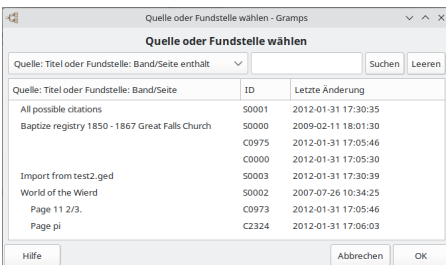 Quelle oder Fundstelle wählen - Gramps
Quelle oder Fundstelle wählen
Quelle: Titel oder Fundstelle: Band/Seite enthält Suchen Leeren
Quelle: Titel oder Fundstelle: Band/Seite ID Letzte Änderung
All possible citations S0001 2012-01-31 17:30:35
Baptize registry 1850 - 1867 Great Falls Church S0000 2009-02-11 18:01:30
C0975 2012-01-31 17:05:46
C0000 2012-01-31 17:05:30
Import from test2.ged S0003 2012-01-31 17:30:39
World of the Wierd S0002 2007-07-26 10:34:25
Page 11 2/3. C0973 2012-01-31 17:05:46
Page pi C2324 2012-01-31 17:06:03
Hilfe Abbrechen OK